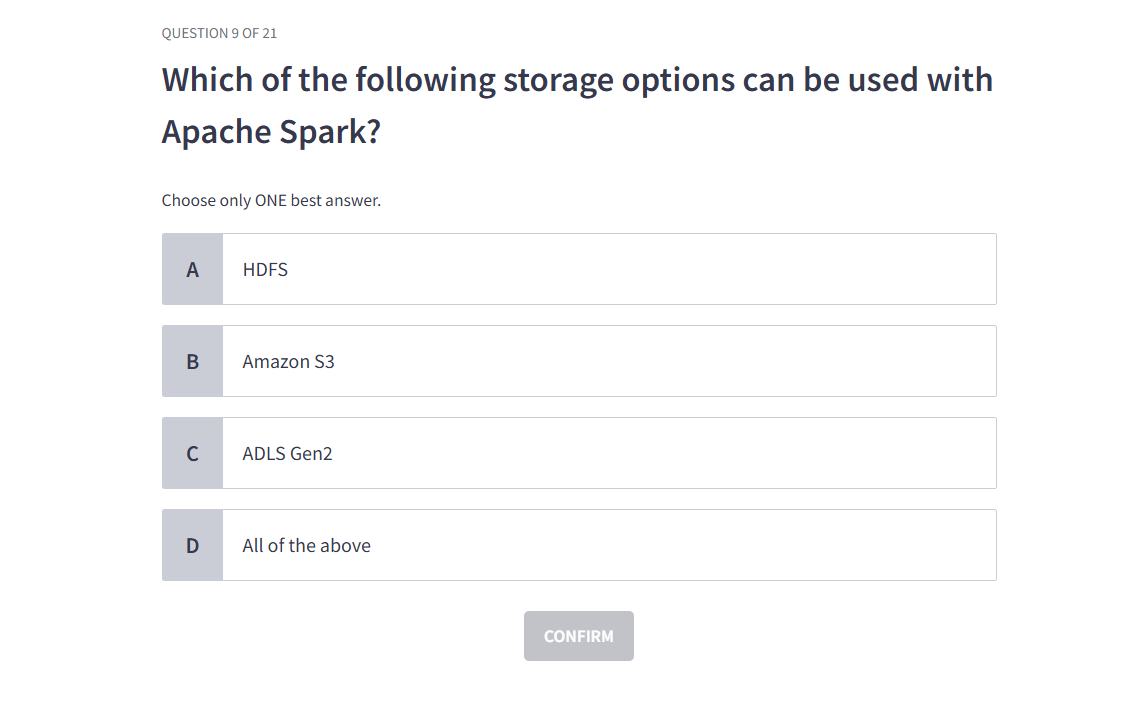 QUESTION 9 OF 21
Which of the following storage options can be used with
Apache Spark?
Choose only ONE best answer.
A HDFS
B Amazon S3
C ADLS Gen2
D All of the above
CONFIRM